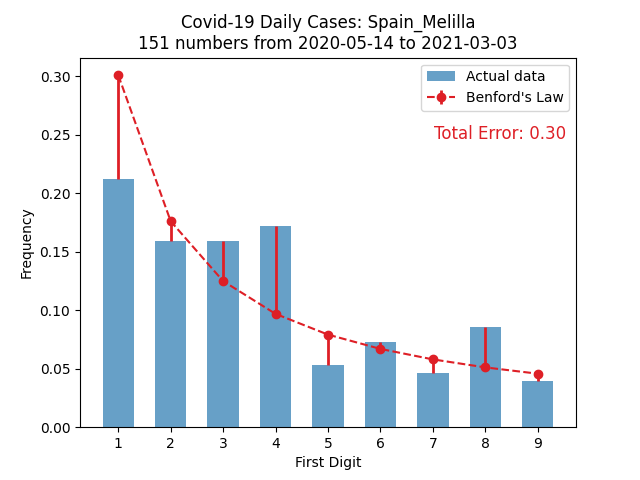 Covid-19 Daily Cases: Spain_Melilla
151 numbers from 2020-05-14 to 2021-03-03
Actual data
Benford's Law
Total Error: 0.30
Frequency
0.30
0.25
0.20
0.15
0.10
0.05
0.00
1 2 3 4 5 6 7 8 9
First Digit